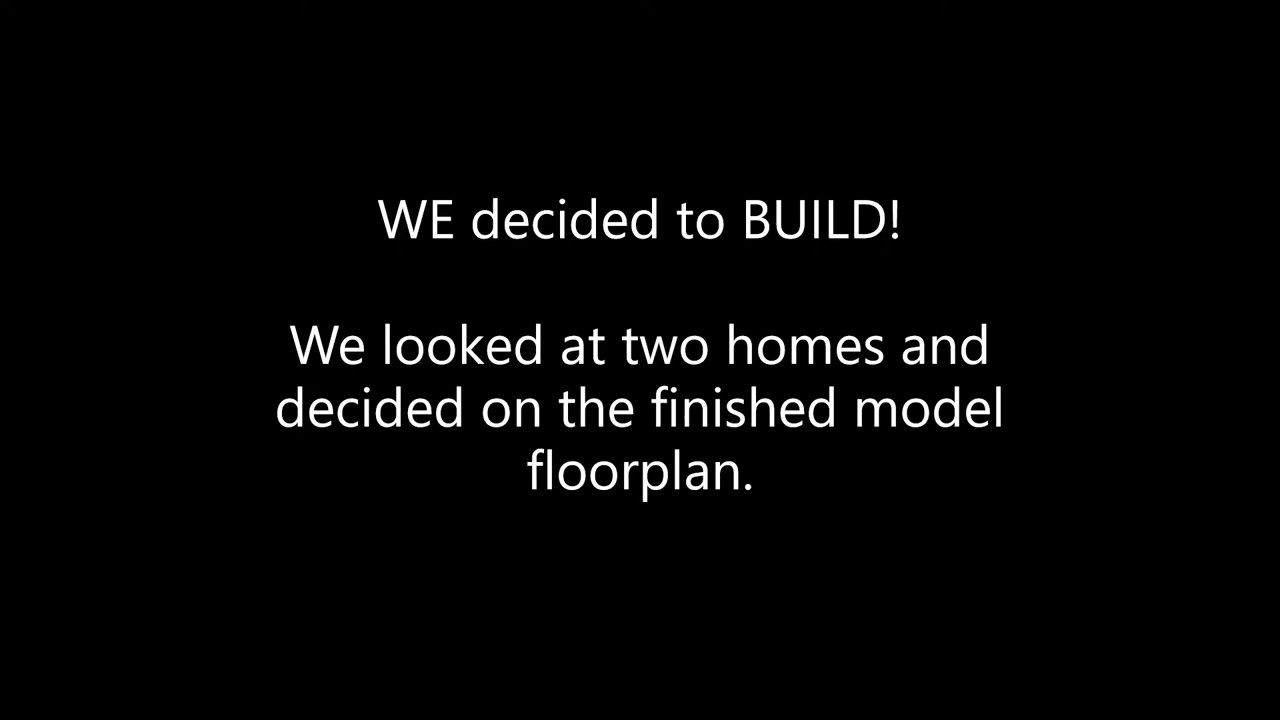 WE decided to BUILD!
We looked at two homes and
decided on the finished model
floorplan.